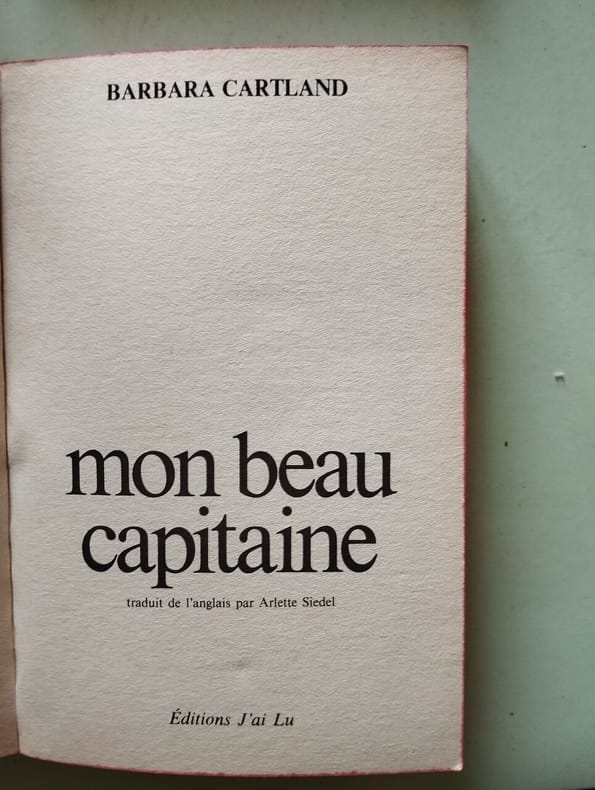 BARBARA CARTLAND
mon beau
capitaine
traduit de l'anglais par Arlette Siedel
Éditions J'ai Lu